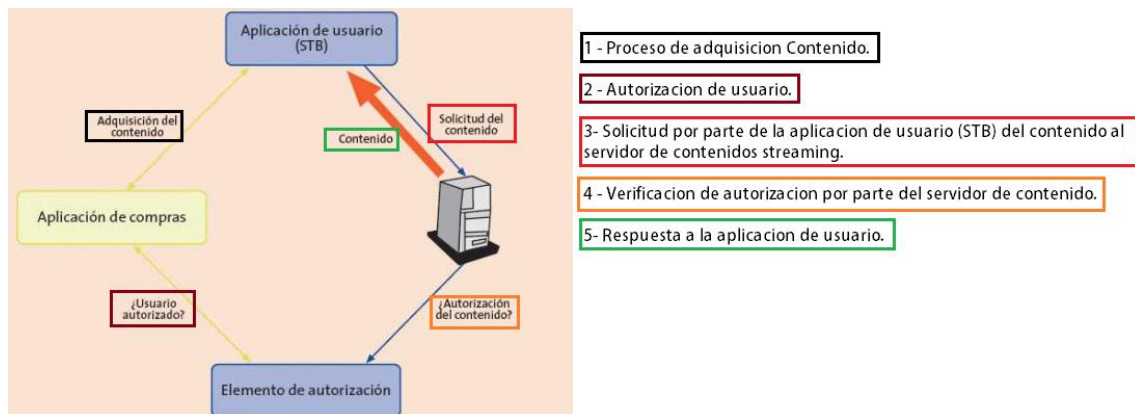 Aplicación de usuario
(STB)
Adquisición del
contenido
Contenido
Solicitud del
contenido
Aplicación de compras
¿Usuario
autorizado?
¿Autorización
del contenido?
Elemento de autorización
1 - Proceso de adquisicion Contenido.
2 - Autorizacion de usuario.
3- Solicitud por parte de la aplicacion de usuario (STB) del contenido al
servidor de contenidos streaming.
4 - Verificacion de autorizacion por parte del servidor de contenido.
5- Respuesta a la aplicacion de usuario.